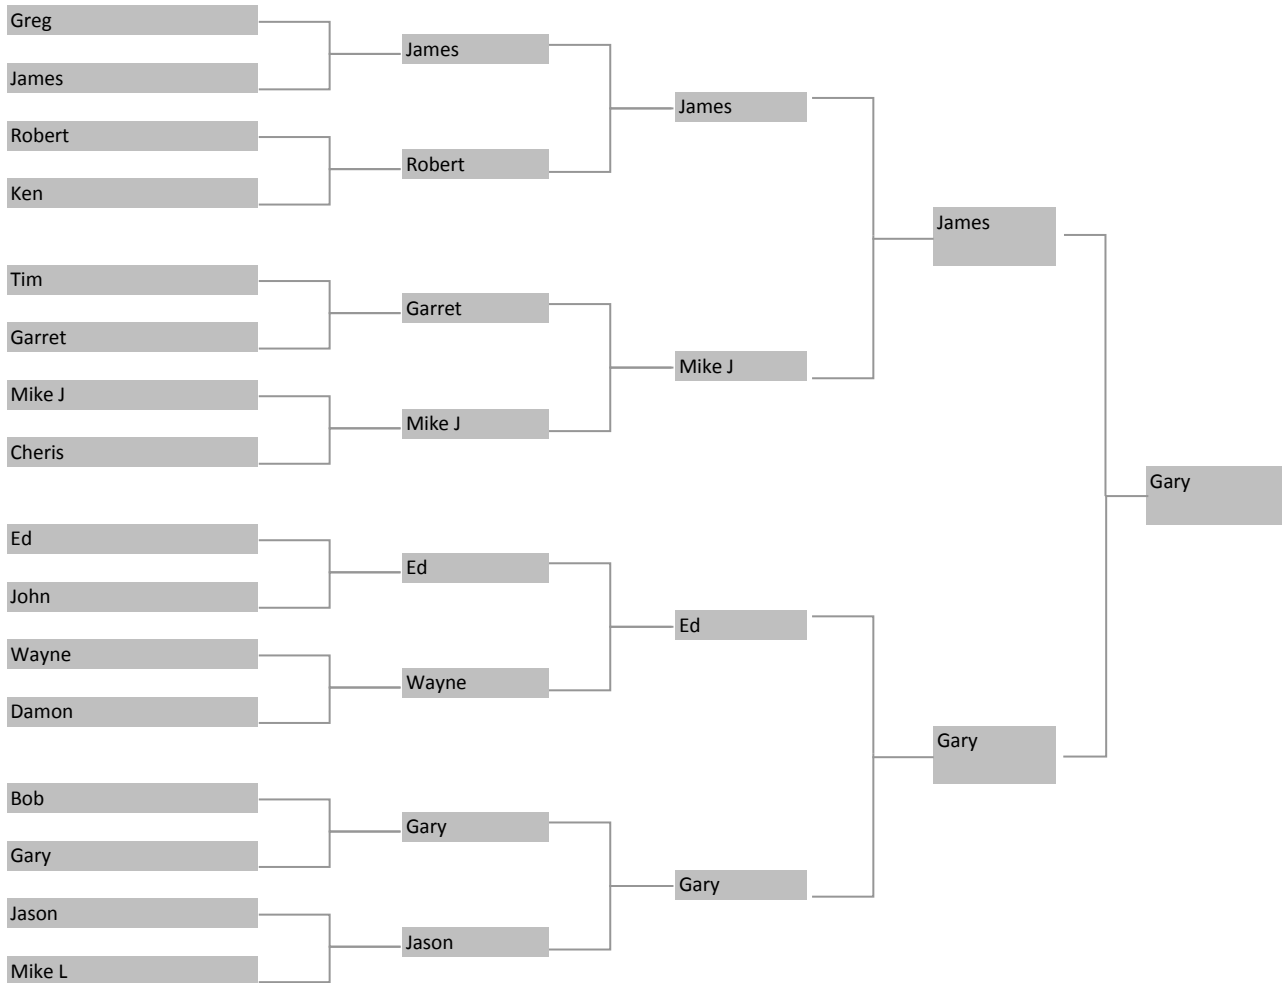 Greg
James
Robert
Ken
Tim
Garret
Mike J
Cheris
Ed
John
Wayne
Damon
Bob
Gary
Jason
Mike L
James
Robert
Garret
Mike J
Ed
Wayne
Gary
Jason
James
Mike J
Ed
Gary
James
Gary
Gary